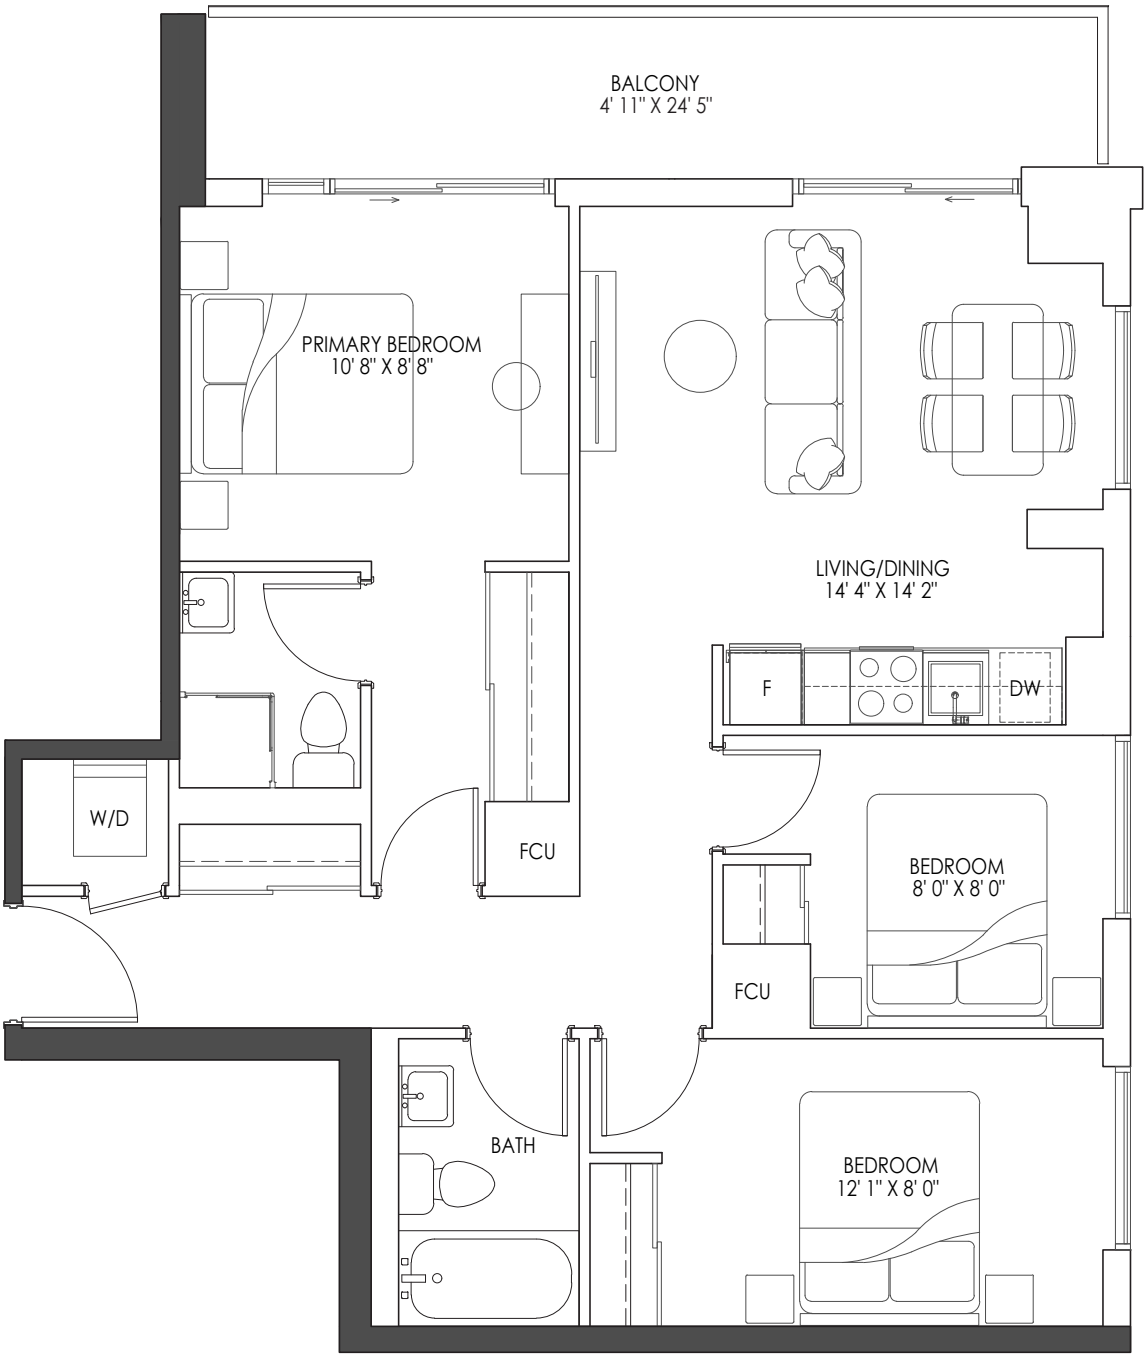 BALCONY
4' 11" X 24' 5"
PRIMARY BEDROOM
10' 8" X 8' 8"
LIVING/DINING
14' 4" X 14' 2"
F
DW
W/D
FCU
BEDROOM
8' 0" X 8' 0"
FCU
BATH
BEDROOM
12' 1" X 8' 0"